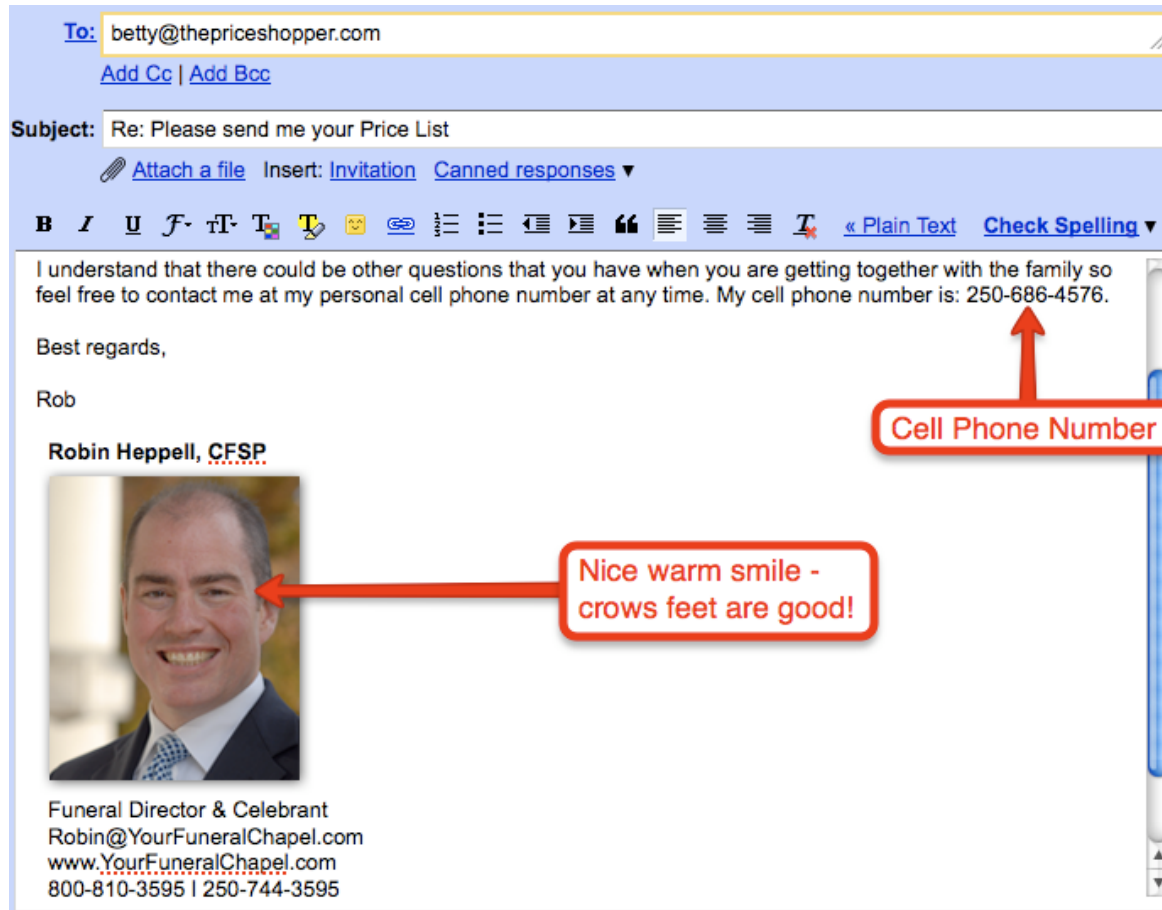 To: betty@thepriceshopper.com
Add Cc | Add Bcc
Subject: Re: Please send me your Price List
Attach a file Insert: Invitation Canned responses ▼
B I U F TT T T « Plain Text Check Spelling ▼
I understand that there could be other questions that you have when you are getting together with the family so
feel free to contact me at my personal cell phone number at any time. My cell phone number is: 250-686-4576.
Best regards,
Rob
Cell Phone Number
Robin Heppell, CFSP
Nice warm smile -
crows feet are good!
Funeral Director & Celebrant
Robin@YourFuneralChapel.com
www.YourFuneralChapel.com
800-810-3595 l 250-744-3595